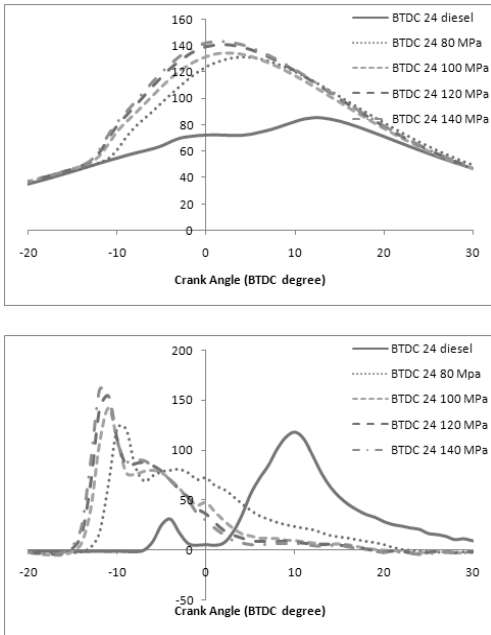 160
140
120
100
80
60
40
20
0
-20 -10 0 10 20 30
Crank Angle (BTDC degree)
BTDC 24 diesel
BTDC 24 80 MPa
BTDC 24 100 MPa
BTDC 24 120 MPa
BTDC 24 140 MPa
200
150
100
50
0
-50
-20 -10 0 10 20 30
Crank Angle (BTDC degree)
BTDC 24 diesel
BTDC 24 80 Mpa
BTDC 24 100 MPa
BTDC 24 120 MPa
BTDC 24 140 MPa